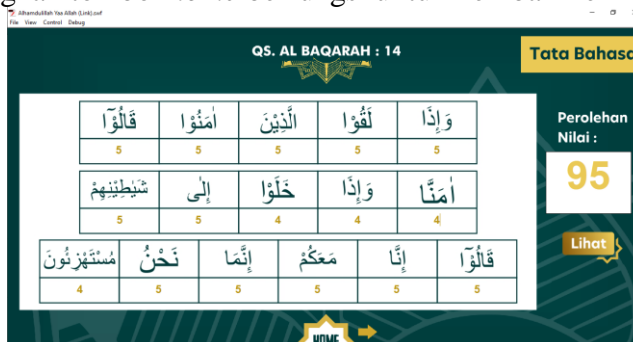 Alhamdulillah Yaa Allah (Link).swf
File View Control Debug
QS. AL BAQARAH : 14
Tata Bahasa
وَإِذَا لَقُوْا الَّذِيْنَ اٰمَنُوْا قَالُوْٓا
5 5 5 5 5
اٰمَنَّا وَإِذَا خَلَوْا إِلٰى شَيٰطِيْنِهِمْ
5 5 4 4 4
قَالُوْٓا إِنَّا مَعَكُمْ إِنَّمَا نَحْنُ مُسْتَهْزِئُونَ
4 5 5 5 5 5
Perolehan
Nilai :
95
Lihat
HOME